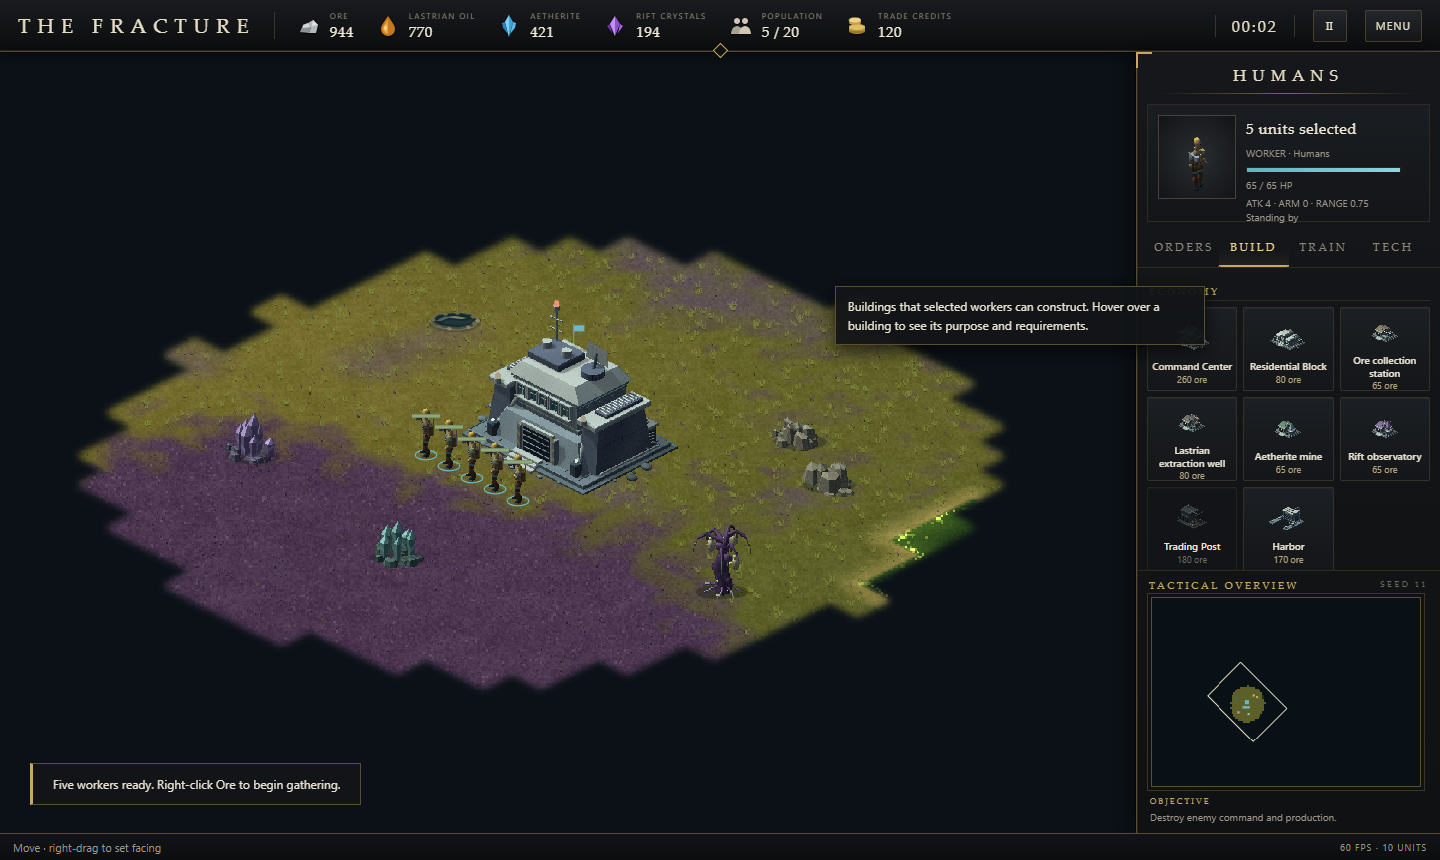 THE FRACTURE
ORE
944
LASTRIAN OIL
770
AETHERITE
421
RIFT CRYSTALS
194
POPULATION
5 / 20
TRADE CREDITS
120
00:02
II
MENU
HUMANS
5 units selected
WORKER · Humans
65 / 65 HP
ATK 4 · ARM 0 · RANGE 0.75
Standing by
ORDERS
BUILD
TRAIN
TECH
Buildings that selected workers can construct. Hover over a
building to see its purpose and requirements.
Command Center
260 ore
Residential Block
80 ore
Ore collection
station
65 ore
Lastrian
extraction well
80 ore
Aetherite mine
65 ore
Rift observatory
65 ore
Trading Post
180 ore
Harbor
170 ore
TACTICAL OVERVIEW
SEED 11
OBJECTIVE
Destroy enemy command and production.
Five workers ready. Right-click Ore to begin gathering.
Move · right-drag to set facing
60 FPS · 10 UNITS